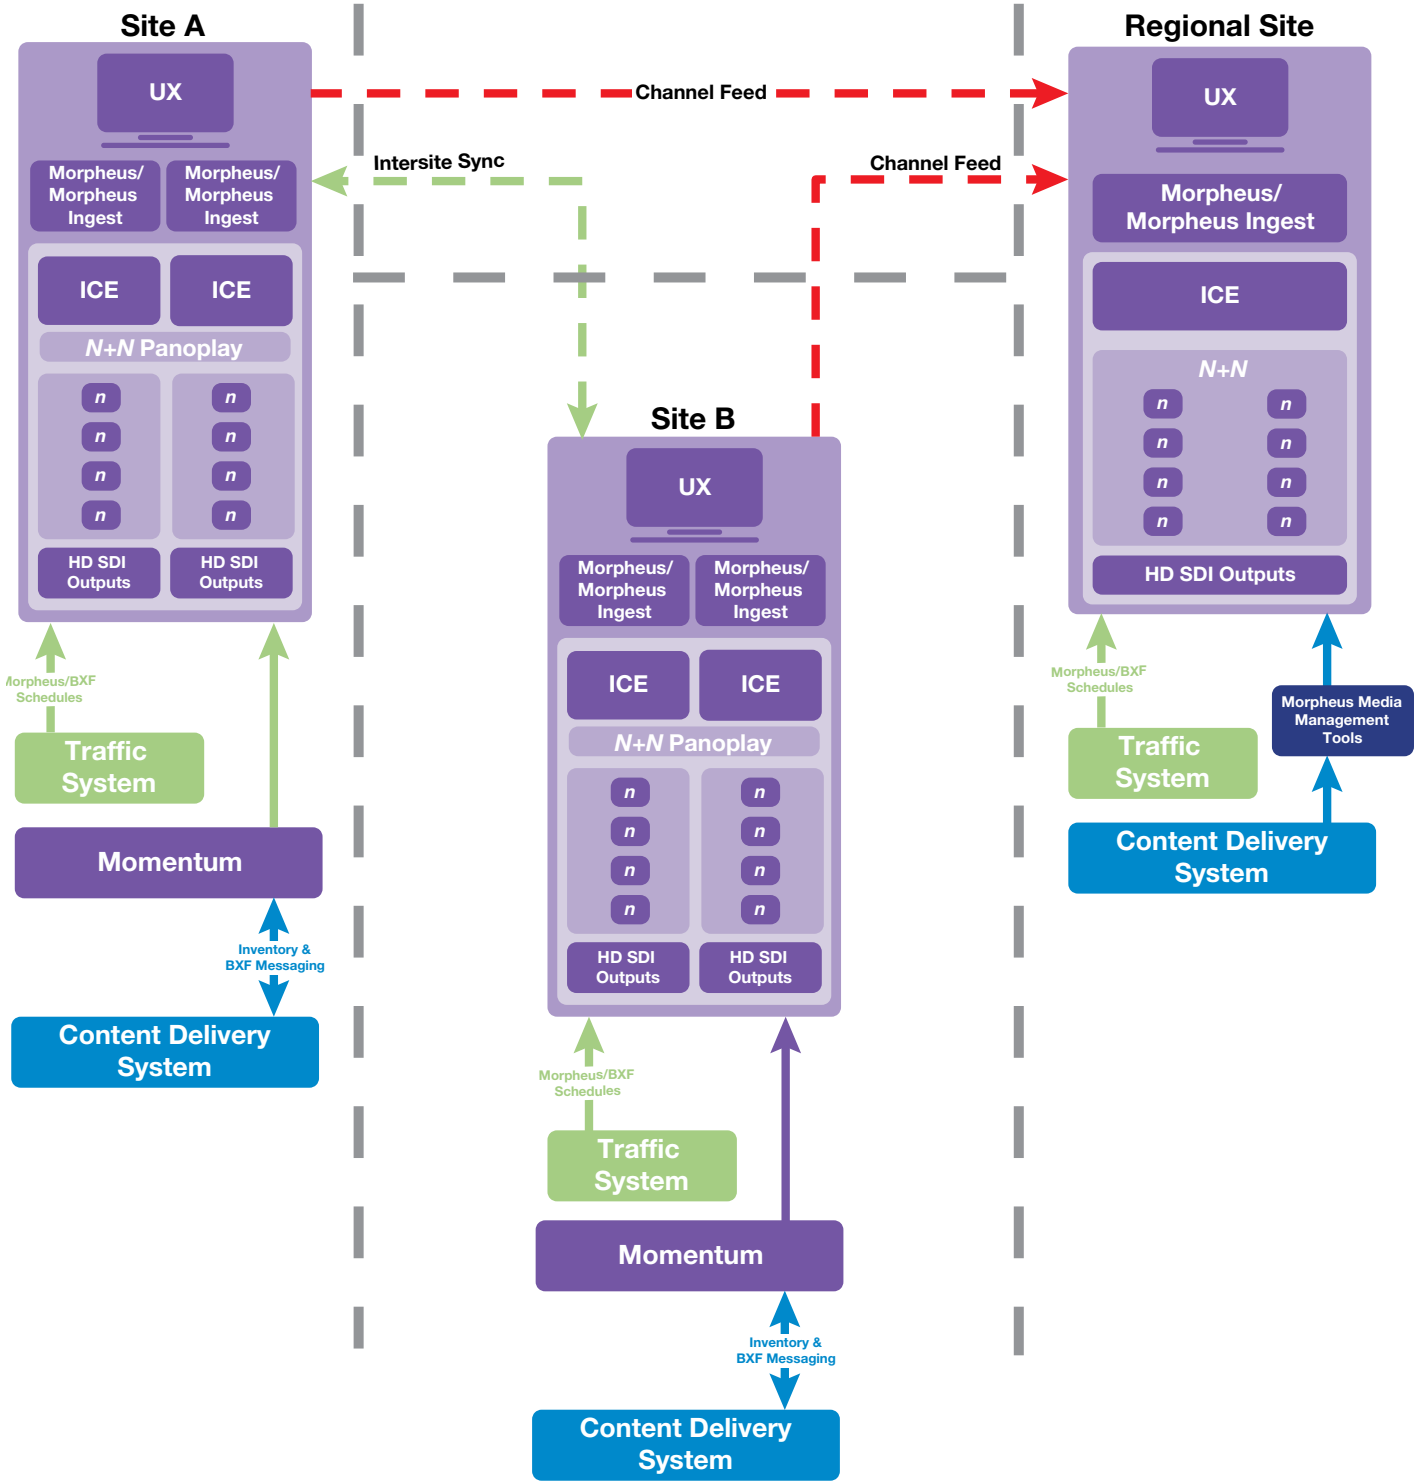 Site A
UX
Morpheus/
Morpheus
Ingest
Morpheus/
Morpheus
Ingest
ICE
ICE
N+N Panoplay
n
n
n
n
n
n
n
n
HD SDI
Outputs
HD SDI
Outputs
Morpheus/BXF
Schedules
Traffic
System
Momentum
Inventory &
BXF Messaging
Content Delivery
System
Channel Feed
Intersite Sync
Channel Feed
Site B
UX
Morpheus/
Morpheus
Ingest
Morpheus/
Morpheus
Ingest
ICE
ICE
N+N Panoplay
n
n
n
n
n
n
n
n
HD SDI
Outputs
HD SDI
Outputs
Morpheus/BXF
Schedules
Traffic
System
Momentum
Inventory &
BXF Messaging
Content Delivery
System
Regional Site
UX
Morpheus/
Morpheus Ingest
ICE
N+N
n
n
n
n
n
n
n
n
HD SDI Outputs
Morpheus/BXF
Schedules
Traffic
System
Morpheus Media
Management
Tools
Content Delivery
System